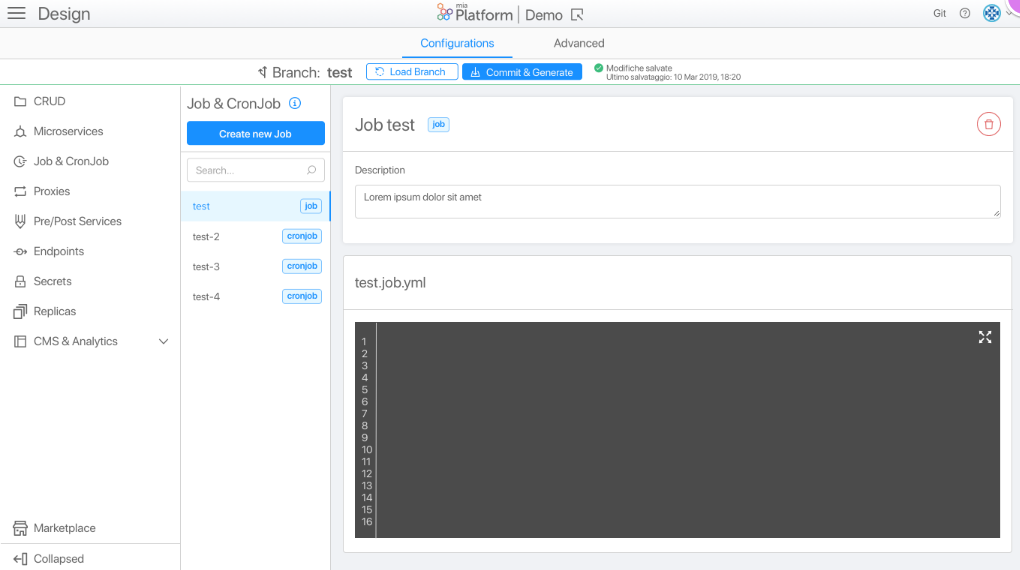 Design
mia
Platform Demo
Git
Configurations
Advanced
Branch: test
Load Branch
Commit & Generate
Modifiche salvate
Ultimo salvataggio: 10 Mar 2019, 18:20
CRUD
Microservices
Job & CronJob
Proxies
Pre/Post Services
Endpoints
Secrets
Replicas
CMS & Analytics
Marketplace
Collapsed
Job & CronJob
Create new Job
Search...
test job
test-2 cronjob
test-3 cronjob
test-4 cronjob
Job test job
Description
Lorem ipsum dolor sit amet
test.job.yml
1
2
3
4
5
6
7
8
9
10
11
12
13
14
15
16